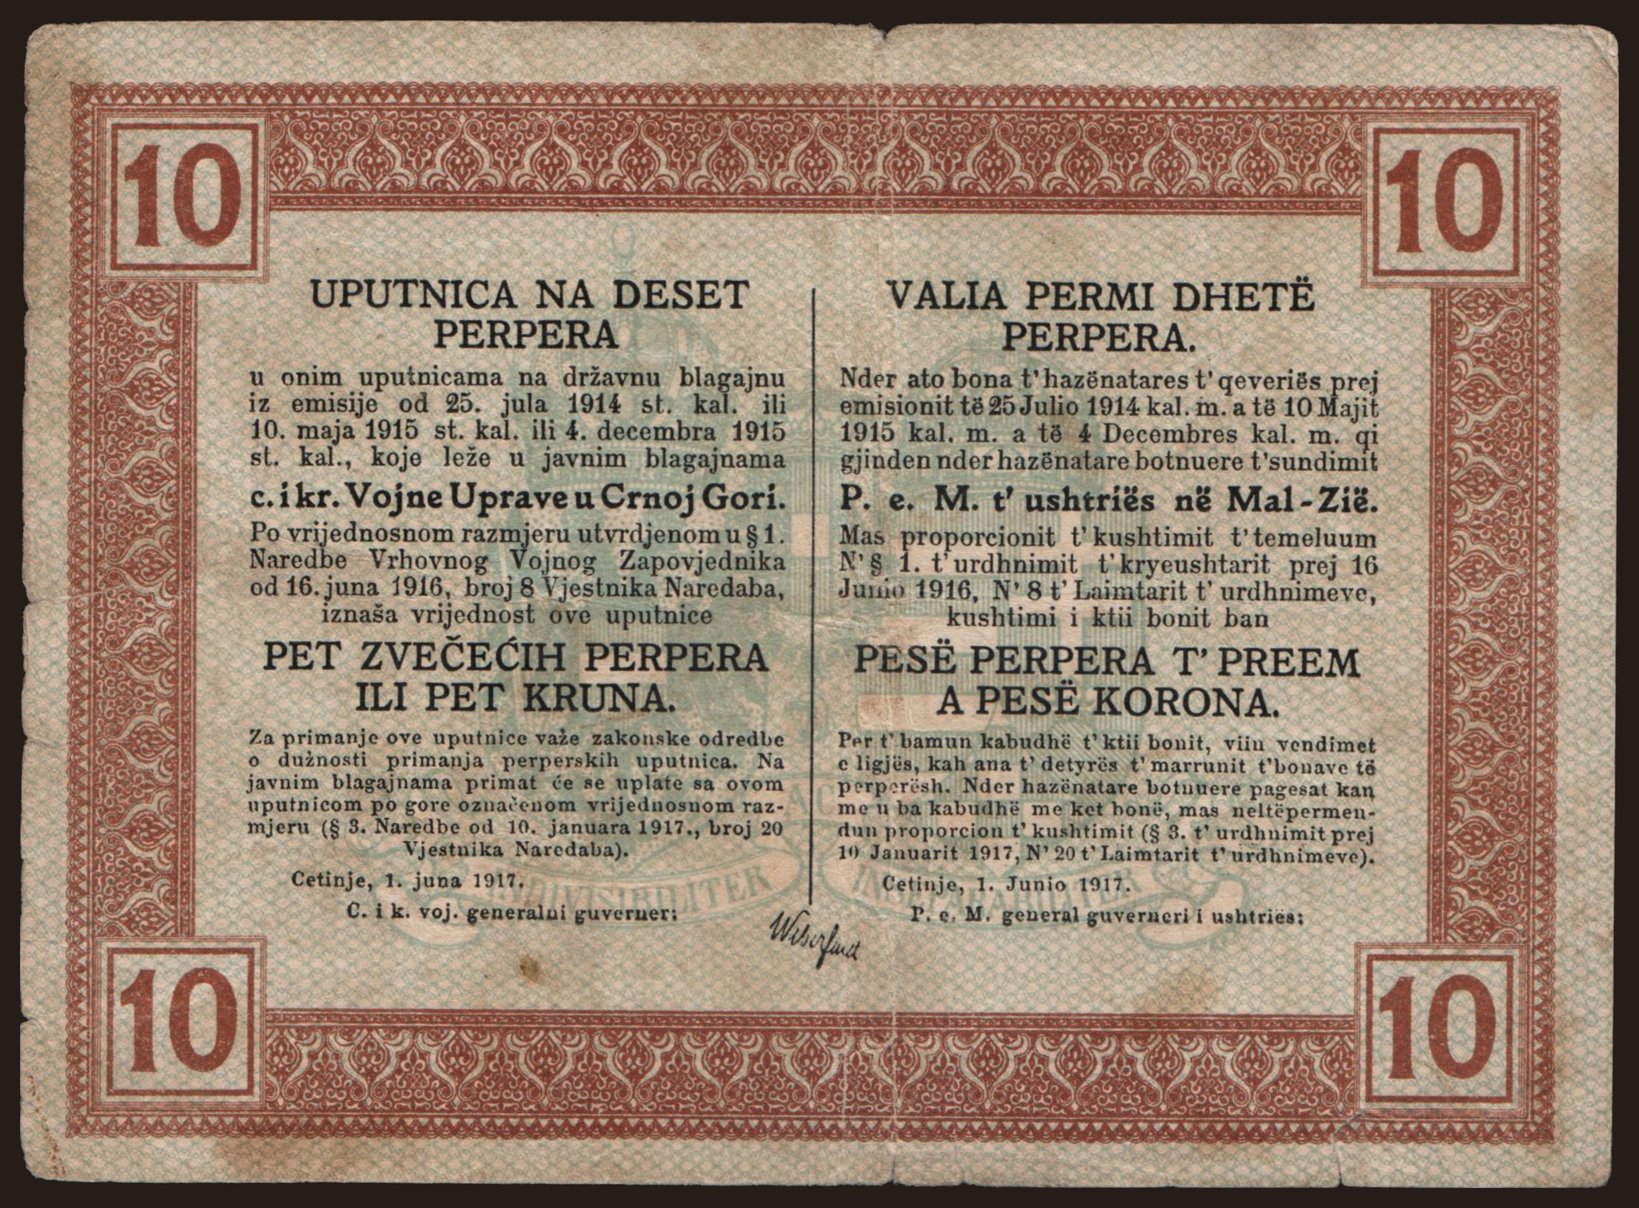 10
10
UPUTNICA NA DESET
PERPERA
u onim uputnicama na državnu blagajnu
iz emisije od 25. jula 1914 st. kal. ili
10. maja 1915 st. kal. ili 4. decembra 1915
st. kal., koje leže u javnim blagajnama
c. i kr. Vojne Uprave u Crnoj Gori.
Po vrijednosnom razmjeru utvrdjenom u § 1.
Naredbe Vrhovnog Vojnog Zapovjednika
od 16. juna 1916, broj 8 Vjestnika Naredaba,
iznaša vrijednost ove uputnice
PET ZVEČEĆIH PERPERA
ILI PET KRUNA.
Za primanje ove uputnice važe zakonske odredbe
o dužnosti primanja perperskih uputnica. Na
javnim blagajnama primat će se uplate sa ovom
uputnicom po gore označenom vrijednosnom raz-
mjeru (§ 3. Naredbe od 10. januara 1917., broj 20
Vjestnika Naredaba).
Cetinje, 1. juna 1917.
C. i k. voj. generalni guverner:
VALIA PERMI DHETË
PERPERA.
Nder ato bona t' hazënatares t' qeveriës prej
emisionit të 25 Julio 1914 kal. m. a të 10 Majit
1915 kal. m. a të 4 Decembres kal. m. qi
gjinden nder hazënatare botnuere t'sundimit
P. e. M. t' ushtriës në Mal-Zië.
Mas proporcionit t' kushtimit t' temeluum
N' § 1. t' urdhnimit t' kryeushtarit prej 16
Junio 1916, N' 8 t' Laimtarit t' urdhnimeve,
kushtimi i ktii bonit ban
PESË PERPERA T' PREEM
A PESË KORONA.
Për t' bamun kabudhë t' ktii bonit, viin vendimet
e ligjës, kah ana t' detyrës t' marrunit t'bonave të
perperësh. Nder hazënatare botnuere pagesat kan
me u ba kabudhë me ket bonë, mas neltëpermen-
dun proporcion t' kushtimit (§ 3. t' urdhnimit prej
10 Januarit 1917, N' 20 t' Laimtarit t' urdhnimeve).
Cetinje, 1. Junio 1917.
P. e. M. general guverneri i ushtriës:
INDIVISIBILITER AC INSEPARABILITER
10
10